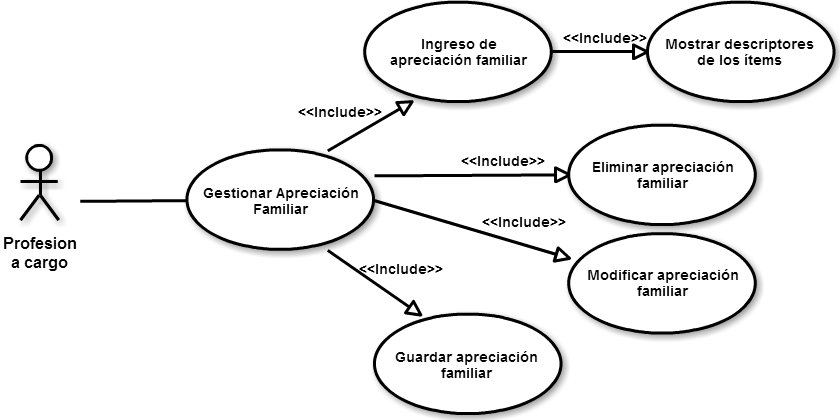 Ingreso de
apreciación familiar
<<Include>>
Mostrar descriptores
de los ítems
<<Include>>
<<Include>>
Eliminar apreciación
familiar
Gestionar Apreciación
Familiar
Profesion
a cargo
<<Include>>
Modificar apreciación
familiar
<<Include>>
Guardar apreciación
familiar